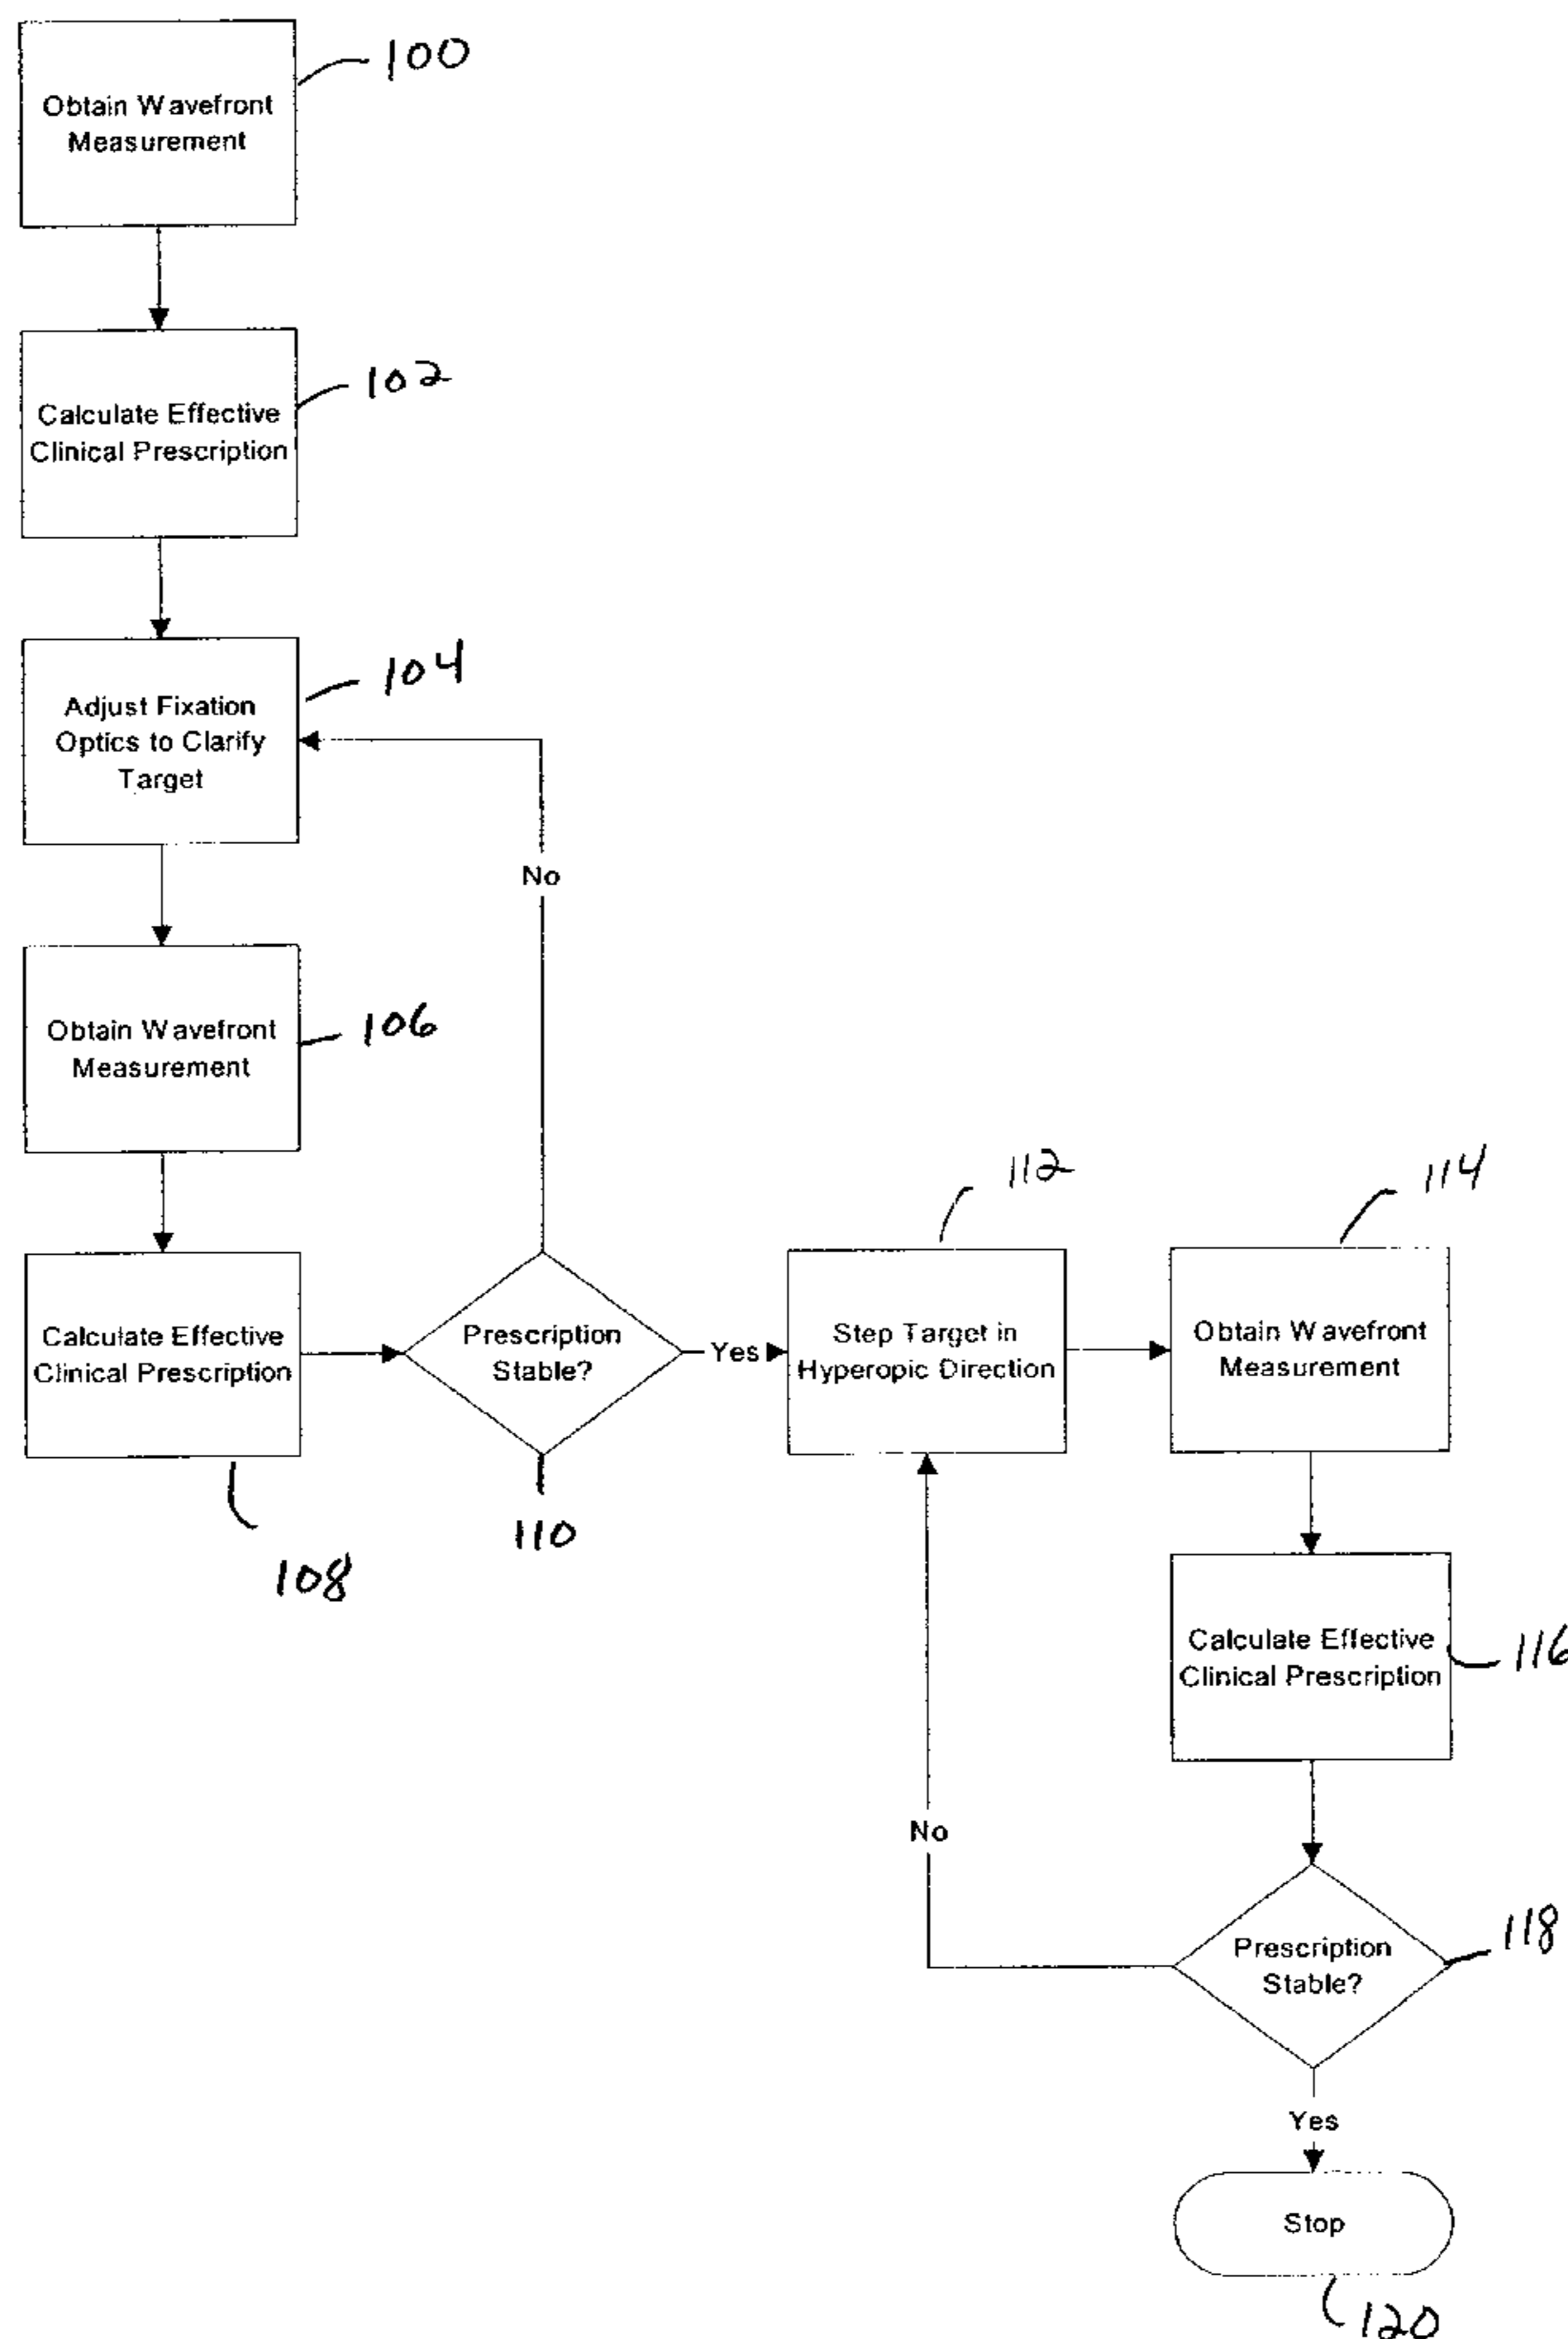 100
Obtain Wavefront
Measurement
102
Calculate Effective
Clinical Prescription
104
Adjust Fixation
Optics to Clarify
Target
No
106
Obtain Wavefront
Measurement
108
Calculate Effective
Clinical Prescription
Prescription
Stable?
110
Yes
112
Step Target in
Hyperopic Direction
114
Obtain Wavefront
Measurement
116
Calculate Effective
Clinical Prescription
No
118
Prescription
Stable?
Yes
Stop
120